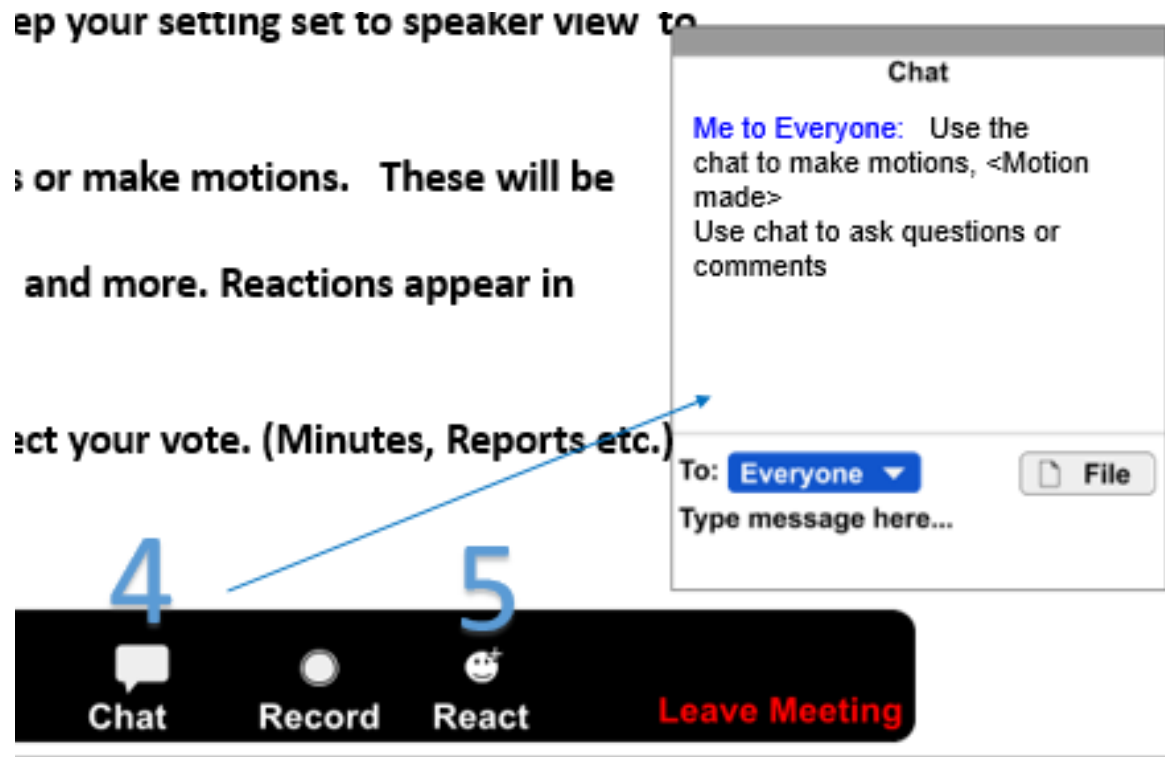 ep your setting set to speaker view to
s or make motions. These will be
and more. Reactions appear in
ect your vote. (Minutes, Reports etc.)
Chat
Me to Everyone: Use the
chat to make motions, <Motion
made>
Use chat to ask questions or
comments
To: Everyone File
Type message here...
4 5
Chat Record React Leave Meeting